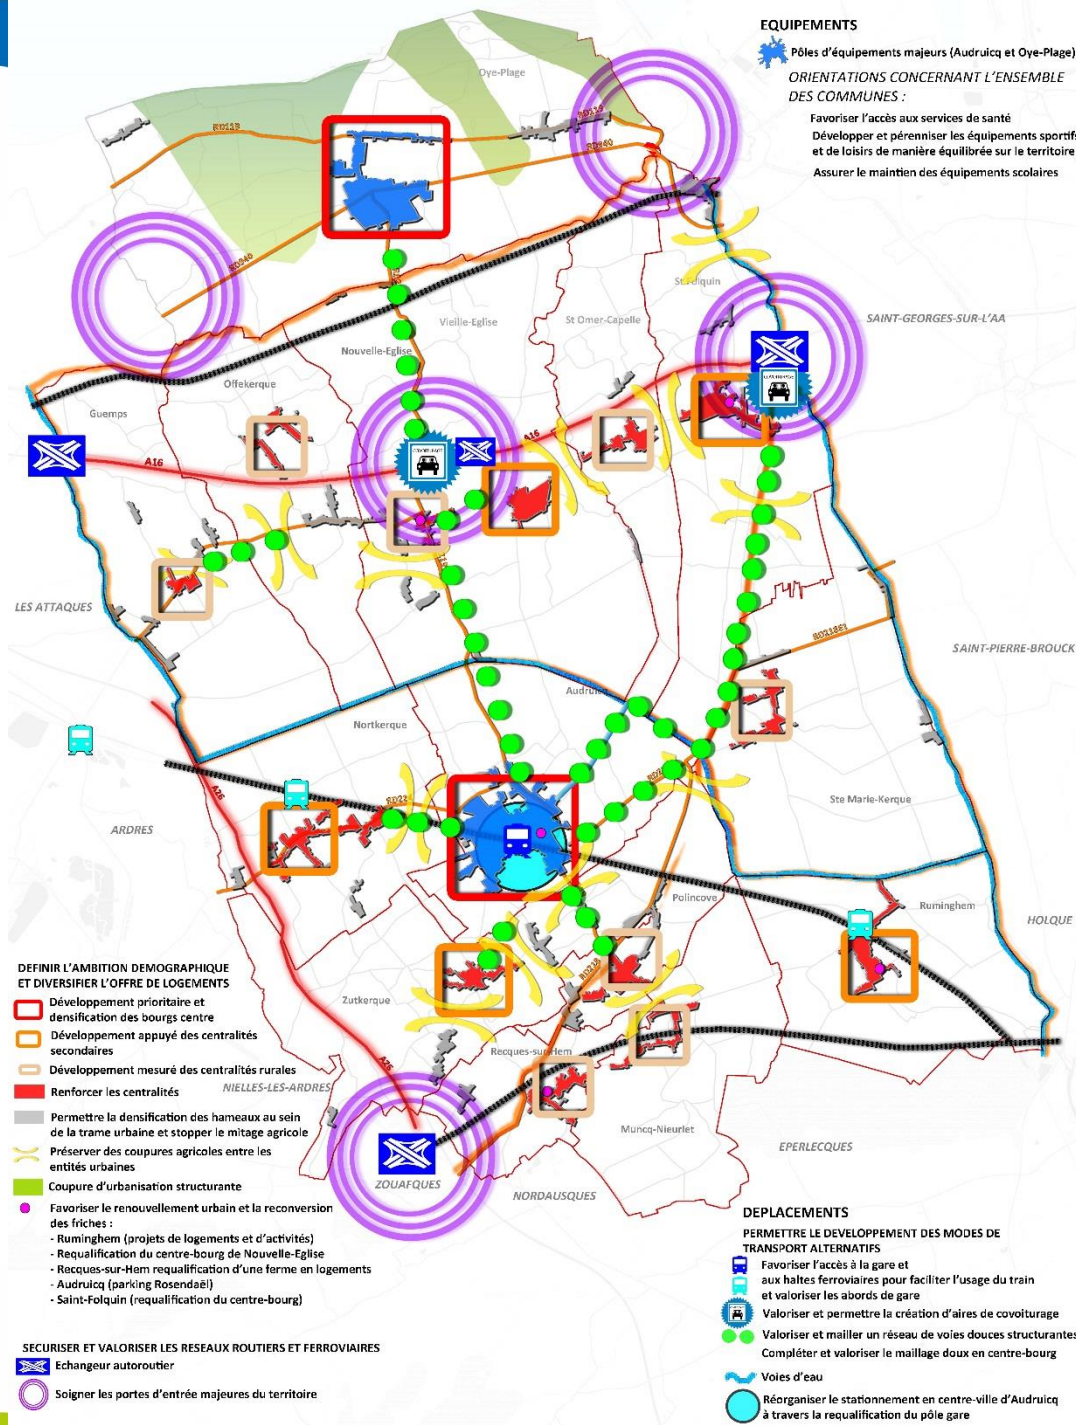 EQUIPEMENTS
Pôles d'équipements majeurs (Audruicq et Oye-Plage)
ORIENTATIONS CONCERNANT L'ENSEMBLE
DES COMMUNES :
Favoriser l'accès aux services de santé
Développer et pérenniser les équipements sportifs
et de loisirs de manière équilibrée sur le territoire
Assurer le maintien des équipements scolaires
Oye-Plage
RD119
RD119
RD940
RD940
St Folquin
SAINT-GEORGES-SUR-L'AA
Vieille-Eglise
St Omer-Capelle
Nouvelle-Eglise
Offekerque
Guemps
A16
A16
COVOITURAGE
LES ATTAQUES
SAINT-PIERRE-BROUCK
Audruicq
Nortkerque
A26
ARDRES
Ste Marie-Kerque
Polincove
Ruminghem
HOLQUE
Zutkerque
Recques-sur-Hem
A26
NIELLES-LES-ARDRES
Muncq-Nieurlet
EPERLECQUES
ZOUAFQUES
NORDAUSQUES
DEFINIR L'AMBITION DEMOGRAPHIQUE
ET DIVERSIFIER L'OFFRE DE LOGEMENTS
Développement prioritaire et
densification des bourgs centre
Développement appuyé des centralités
secondaires
Développement mesuré des centralités rurales
Renforcer les centralités
Permettre la densification des hameaux au sein
de la trame urbaine et stopper le mitage agricole
Préserver des coupures agricoles entre les
entités urbaines
Coupure d'urbanisation structurante
Favoriser le renouvellement urbain et la reconversion
des friches :
- Ruminghem (projets de logements et d'activités)
- Requalification du centre-bourg de Nouvelle-Eglise
- Recques-sur-Hem requalification d'une ferme en logements
- Audruicq (parking Rosendaël)
- Saint-Folquin (requalification du centre-bourg)
SECURISER ET VALORISER LES RESEAUX ROUTIERS ET FERROVIAIRES
Echangeur autoroutier
Soigner les portes d'entrée majeures du territoire
DEPLACEMENTS
PERMETTRE LE DEVELOPPEMENT DES MODES DE
TRANSPORT ALTERNATIFS
Favoriser l'accès à la gare et
aux haltes ferroviaires pour faciliter l'usage du train
et valoriser les abords de gare
Valoriser et permettre la création d'aires de covoiturage
Valoriser et mailler un réseau de voies douces structurantes
Compléter et valoriser le maillage doux en centre-bourg
Voies d'eau
Réorganiser le stationnement en centre-ville d'Audruicq
à travers la requalification du pôle gare